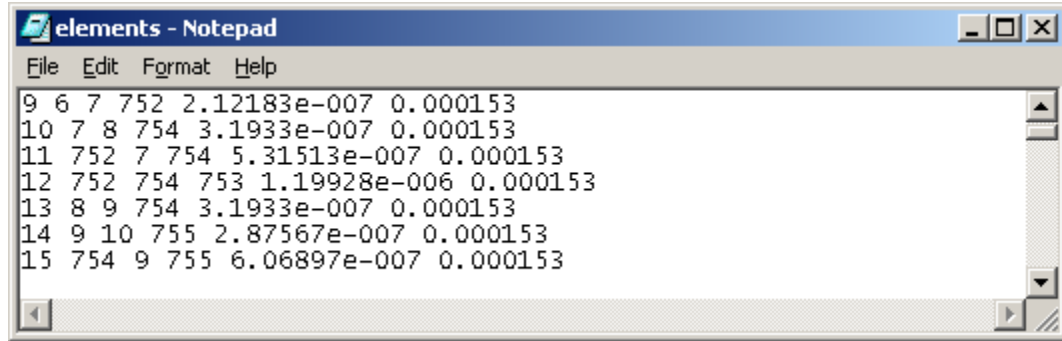 elements - Notepad
File Edit Format Help
9 6 7 752 2.12183e-007 0.000153
10 7 8 754 3.1933e-007 0.000153
11 752 7 754 5.31513e-007 0.000153
12 752 754 753 1.19928e-006 0.000153
13 8 9 754 3.1933e-007 0.000153
14 9 10 755 2.87567e-007 0.000153
15 754 9 755 6.06897e-007 0.000153